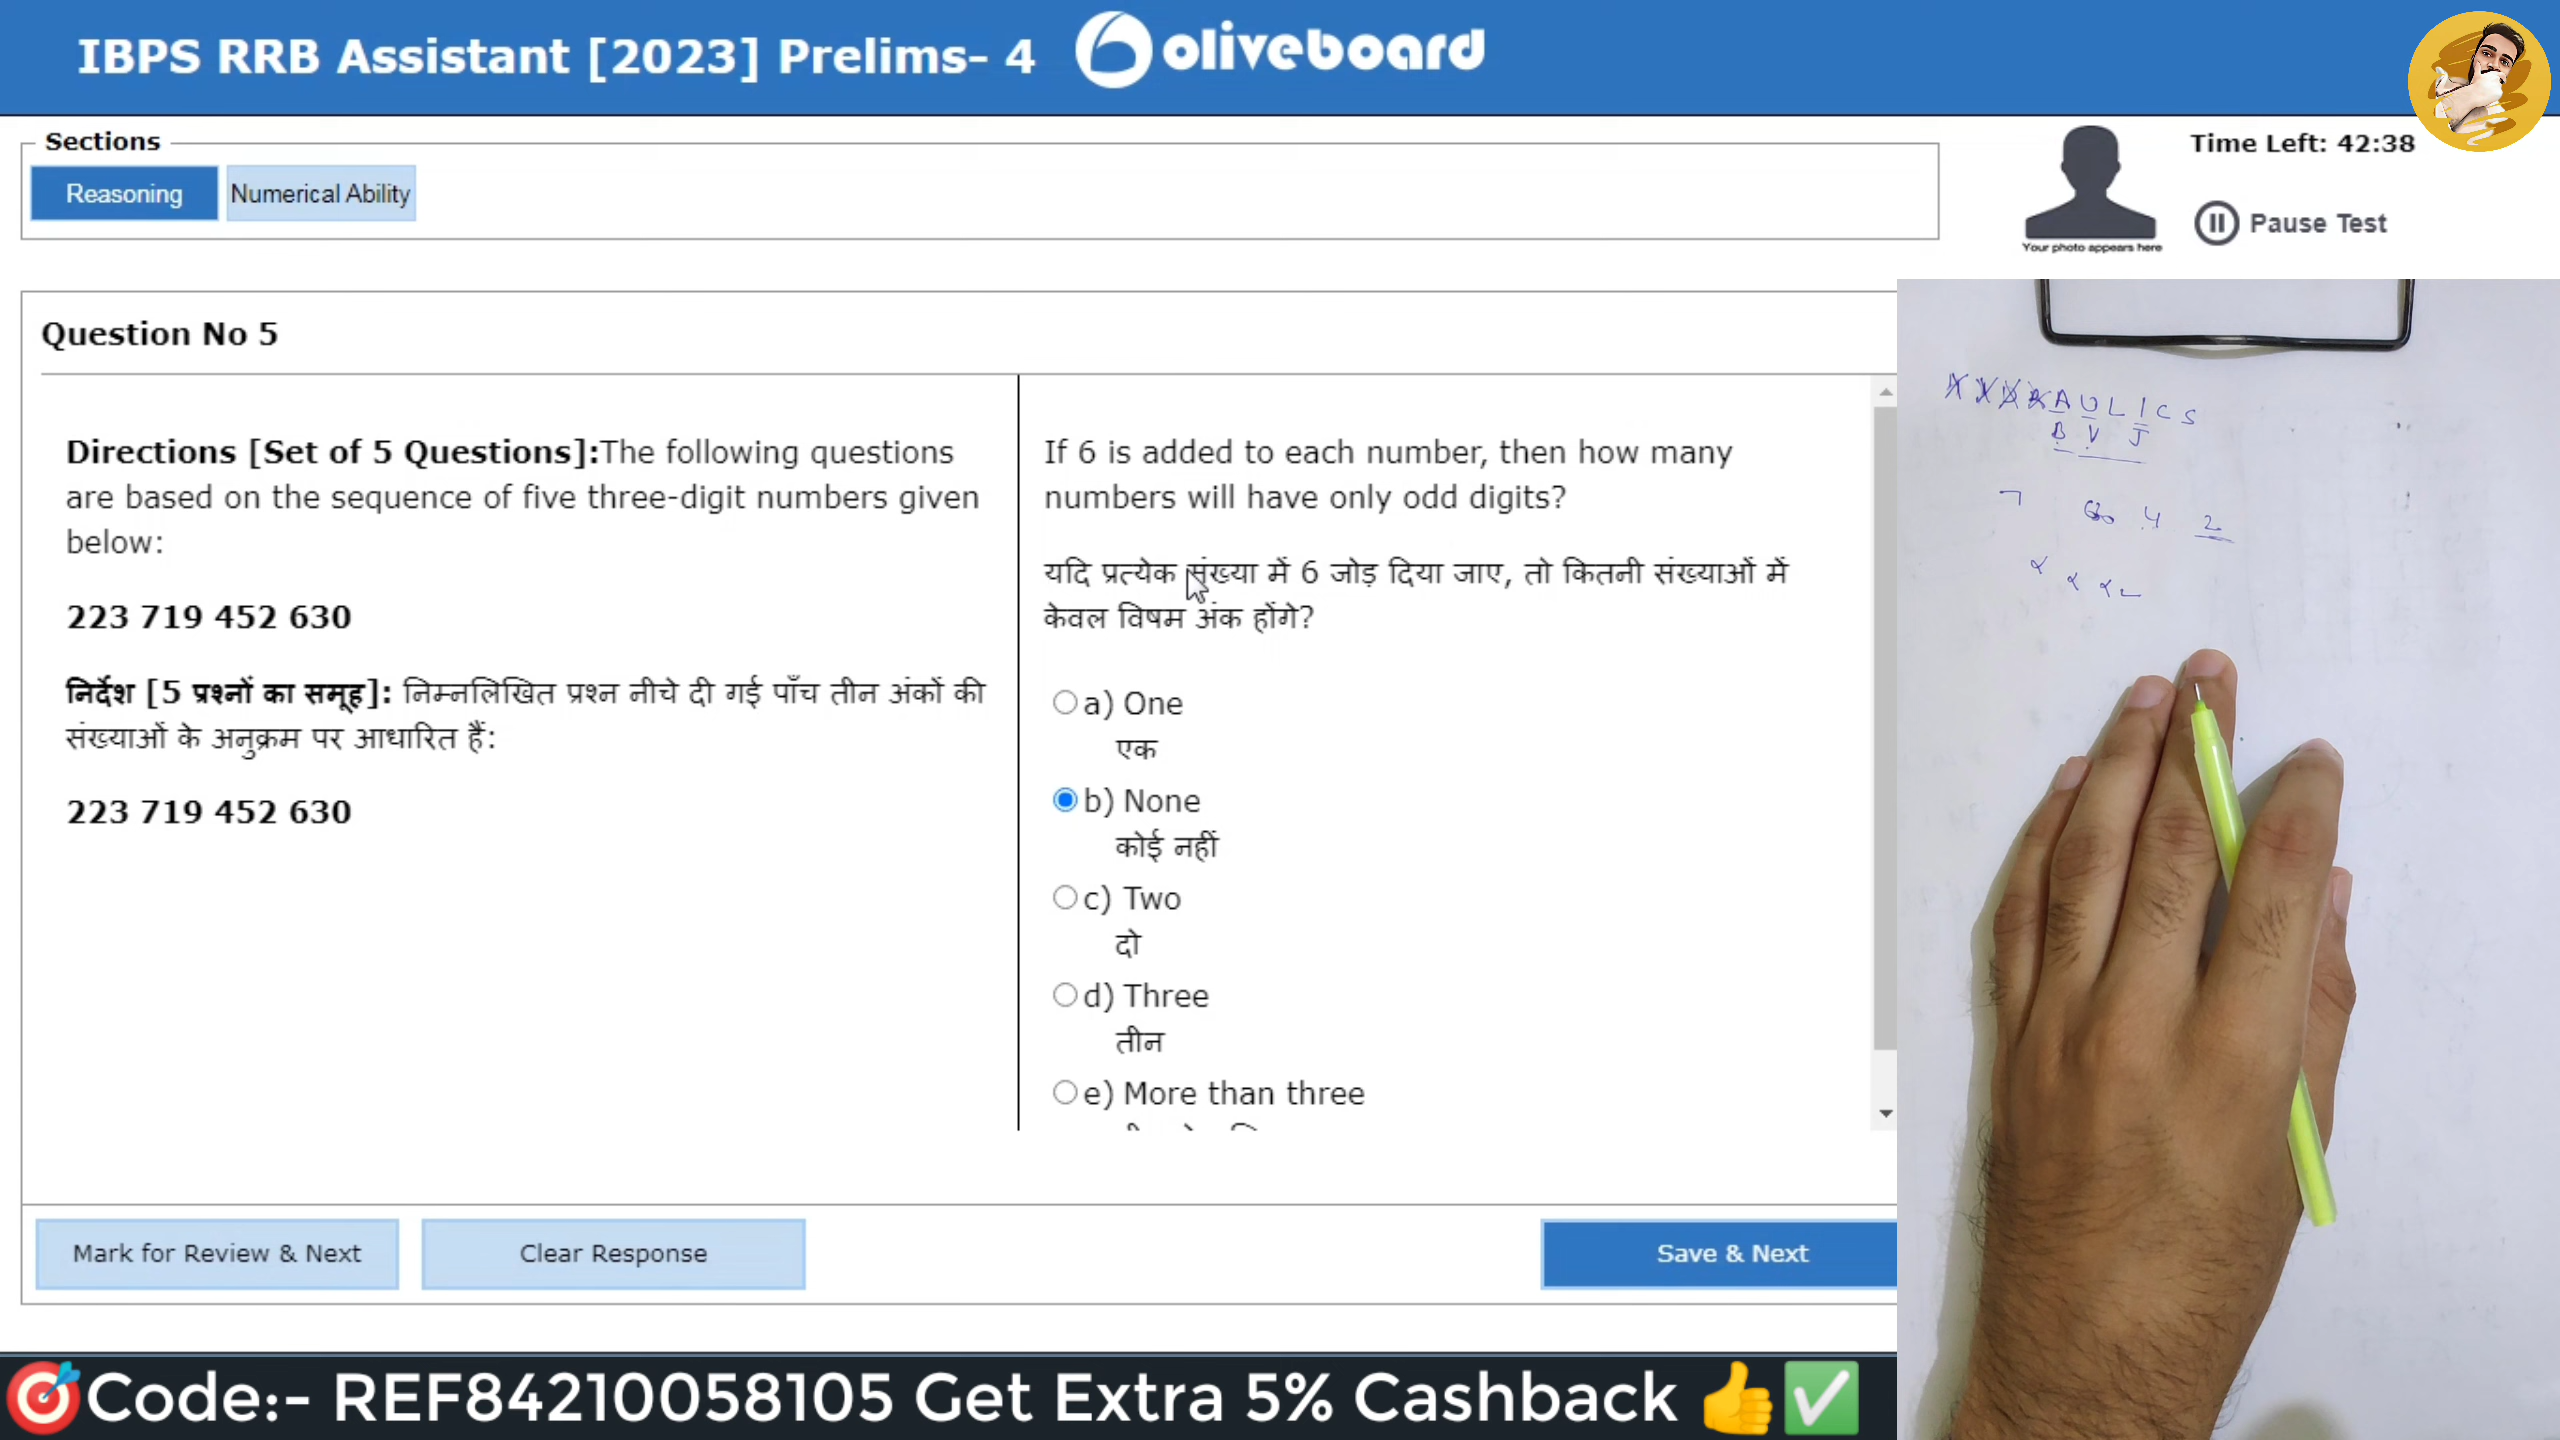 IBPS RRB Assistant [2023] Prelims- 4 oliveboard
Sections
Reasoning Numerical Ability
Time Left: 42:38
Your photo appears here
Pause Test
Question No 5
Directions [Set of 5 Questions]:The following questions
are based on the sequence of five three-digit numbers given
below:
223 719 452 630
निर्देश [5 प्रश्नों का समूह]: निम्नलिखित प्रश्न नीचे दी गई पाँच तीन अंकों की
संख्याओं के अनुक्रम पर आधारित हैं:
223 719 452 630
If 6 is added to each number, then how many
numbers will have only odd digits?
यदि प्रत्येक संख्या में 6 जोड़ दिया जाए, तो कितनी संख्याओं में
केवल विषम अंक होंगे?
a) One
एक
b) None
कोई नहीं
c) Two
दो
d) Three
तीन
e) More than three
A U L I C S
B V J
4 2
Mark for Review & Next Clear Response Save & Next
Code:- REF84210058105 Get Extra 5% Cashback